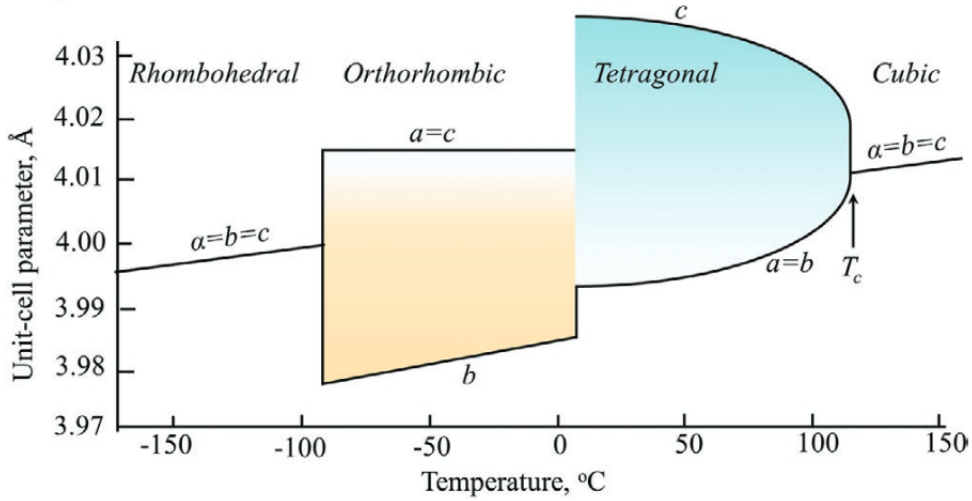 c
4.03
Rhombohedral Orthorhombic Tetragonal Cubic
4.02
a=c
α=b=c
4.01
4.00
α=b=c
a=b
T_c
3.99
3.98
b
3.97
-150 -100 -50 0 50 100 150
Temperature, °C
Unit-cell parameter, Å